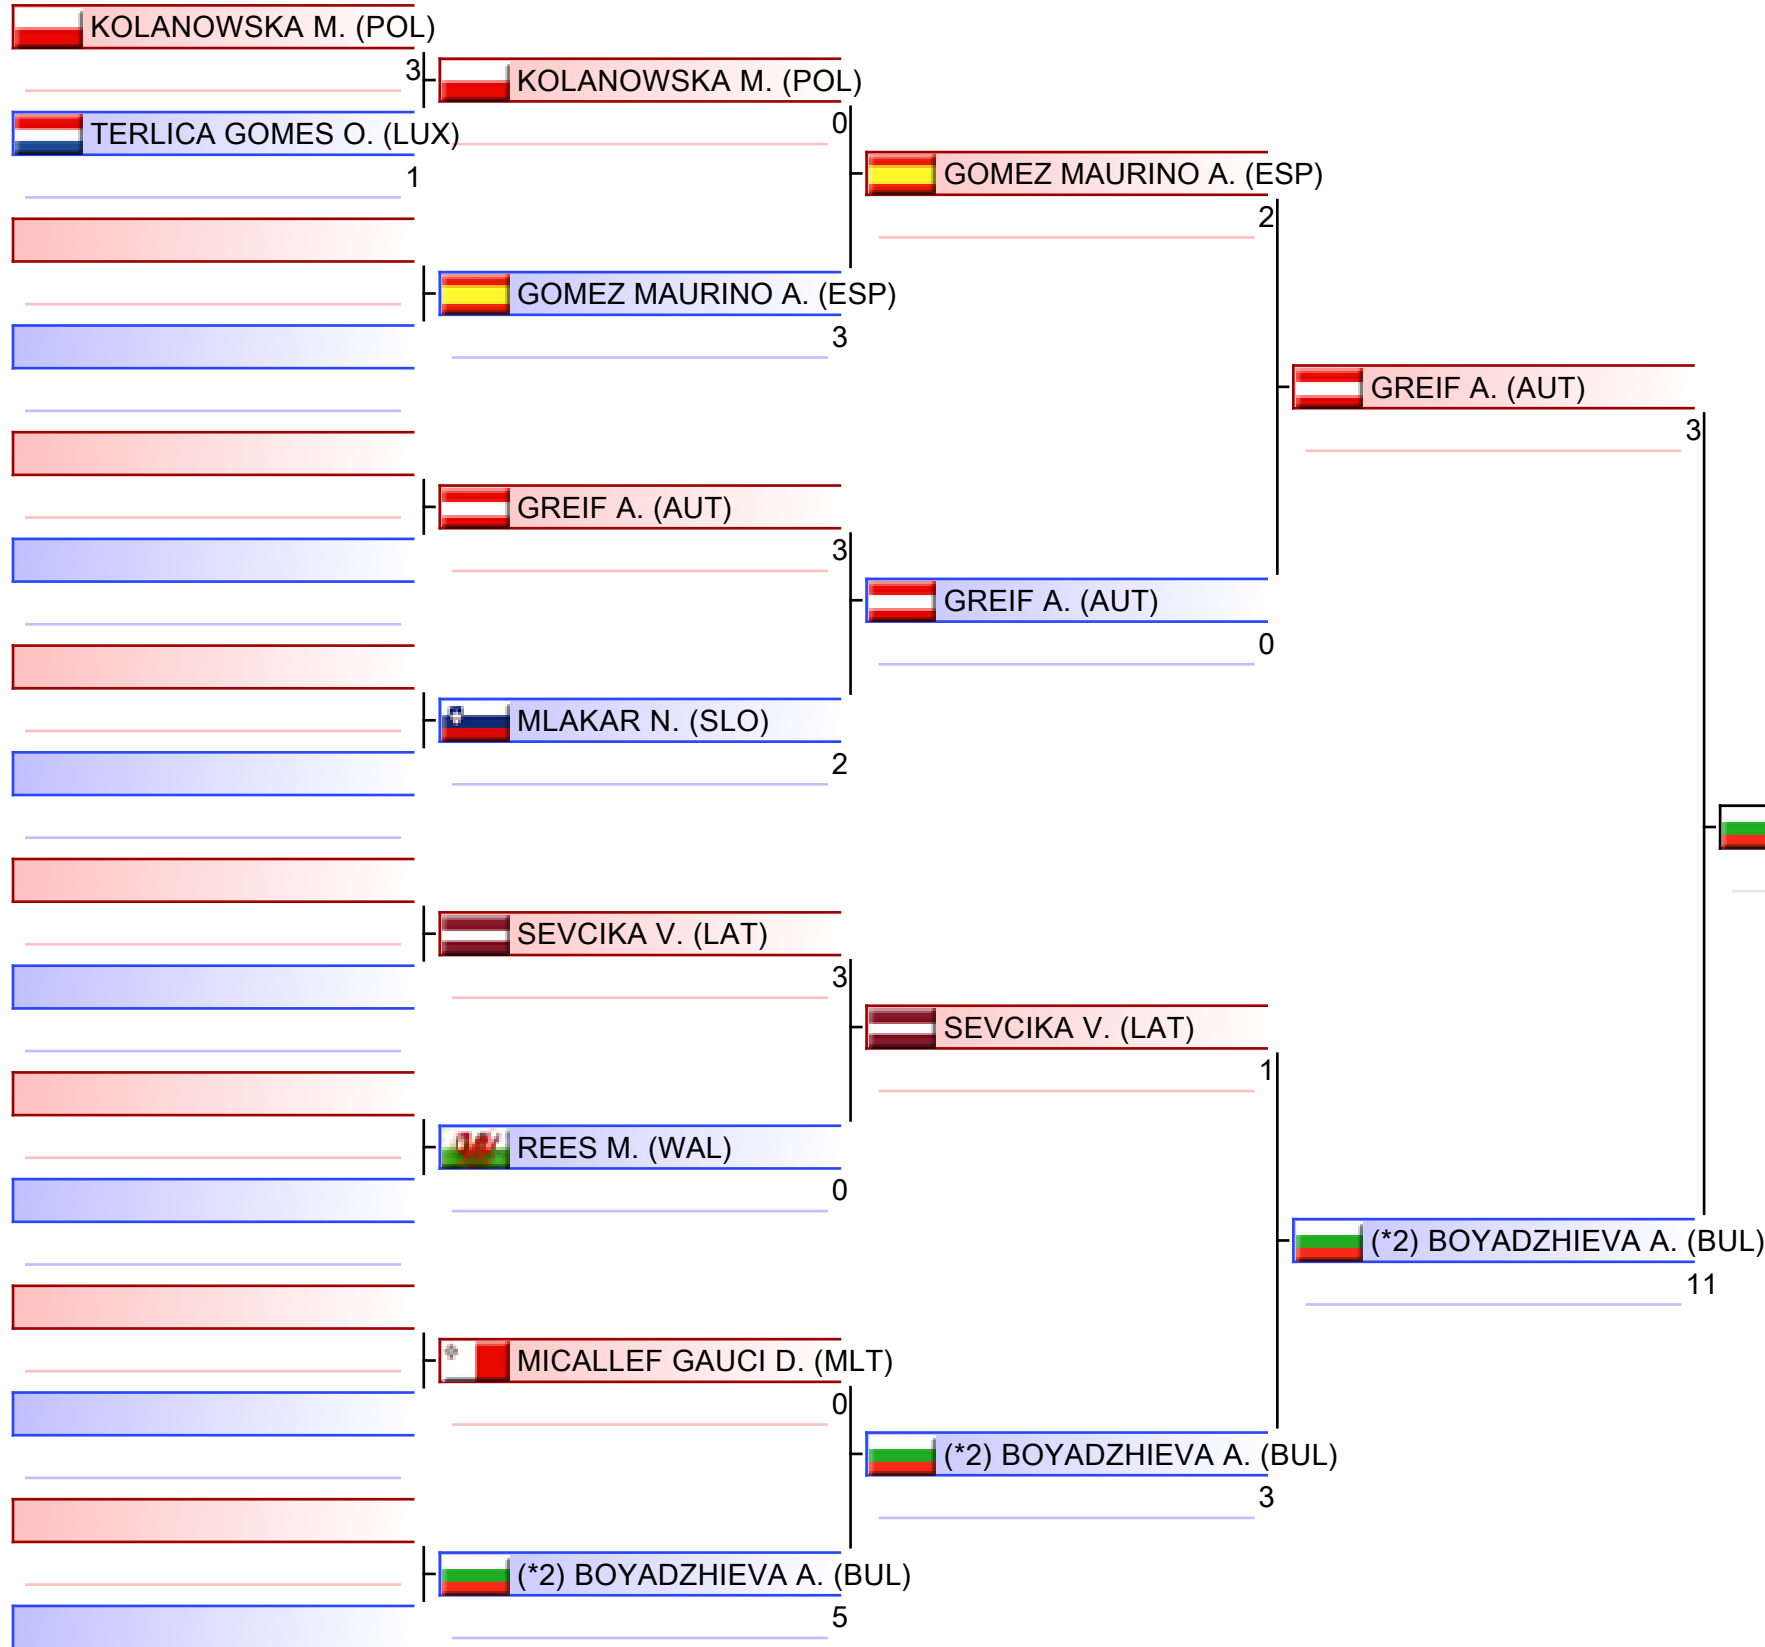 KOLANOWSKA M. (POL)
3
TERLICA GOMES O. (LUX)
1
KOLANOWSKA M. (POL)
0
GOMEZ MAURINO A. (ESP)
3
GREIF A. (AUT)
3
MLAKAR N. (SLO)
2
SEVCIKA V. (LAT)
3
REES M. (WAL)
0
MICALLEF GAUCI D. (MLT)
0
(*2) BOYADZHIEVA A. (BUL)
5
GOMEZ MAURINO A. (ESP)
2
GREIF A. (AUT)
0
SEVCIKA V. (LAT)
1
(*2) BOYADZHIEVA A. (BUL)
3
GREIF A. (AUT)
3
(*2) BOYADZHIEVA A. (BUL)
11